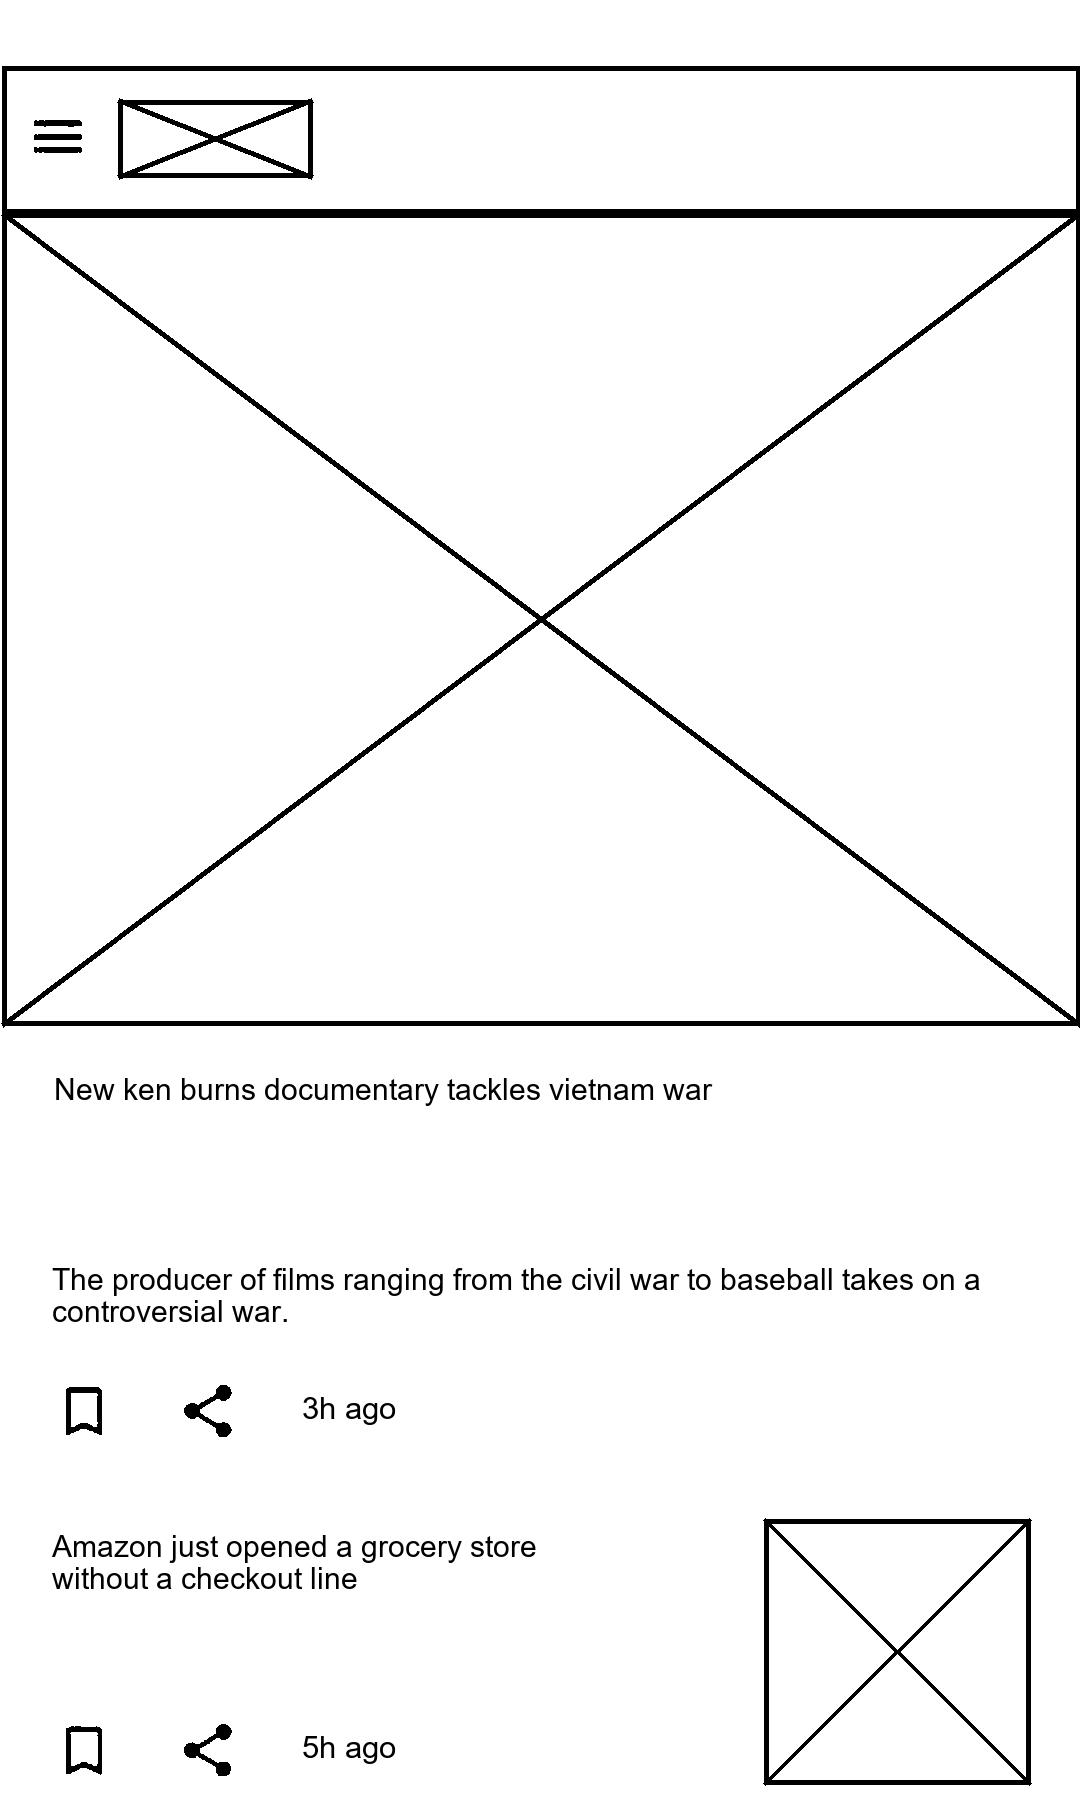 New ken burns documentary tackles vietnam war
The producer of films ranging from the civil war to baseball takes on a
controversial war.
3h ago
Amazon just opened a grocery store
without a checkout line
5h ago